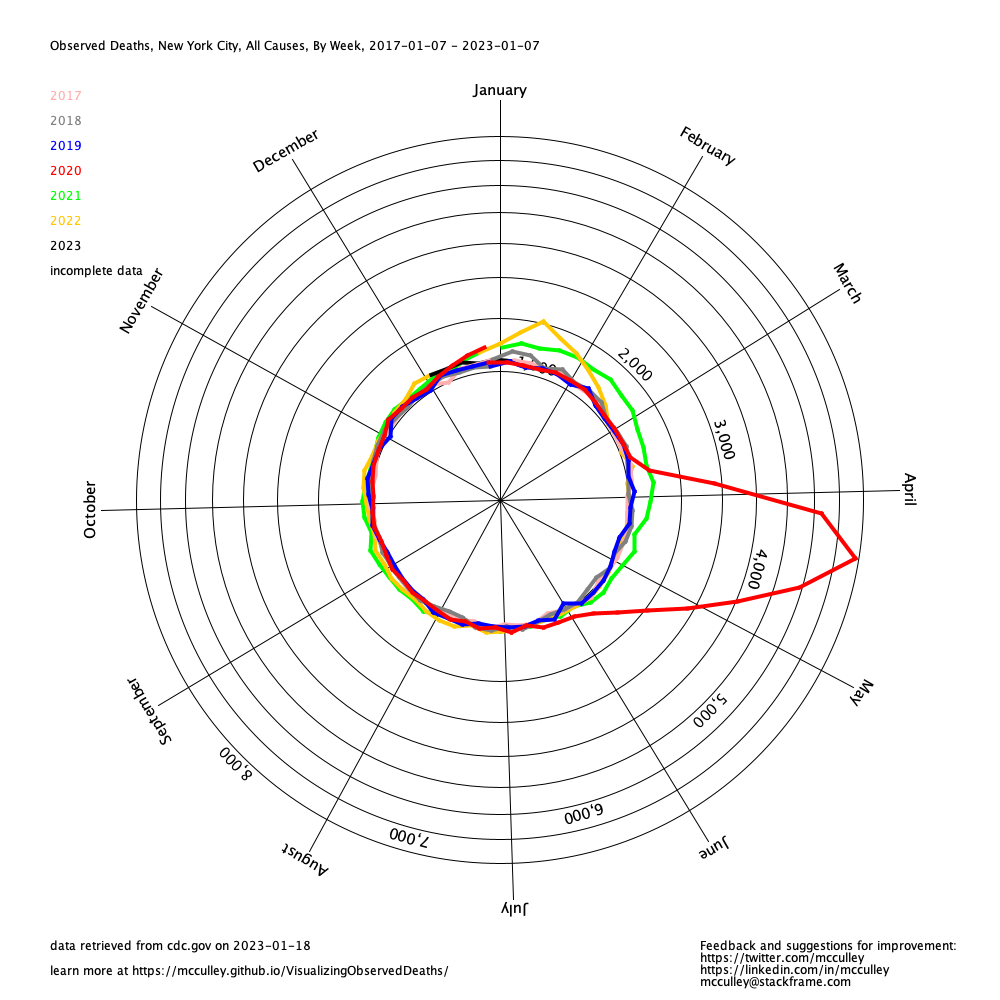 Observed Deaths, New York City, All Causes, By Week, 2017-01-07 - 2023-01-07
2017
2018
2019
2020
2021
2022
2023
incomplete data
January
February
March
April
May
June
July
August
September
October
November
December
2,000
3,000
4,000
5,000
6,000
7,000
8,000
data retrieved from cdc.gov on 2023-01-18
learn more at https://mcculley.github.io/VisualizingObservedDeaths/
Feedback and suggestions for improvement:
https://twitter.com/mcculley
https://linkedin.com/in/mcculley
mcculley@stackframe.com